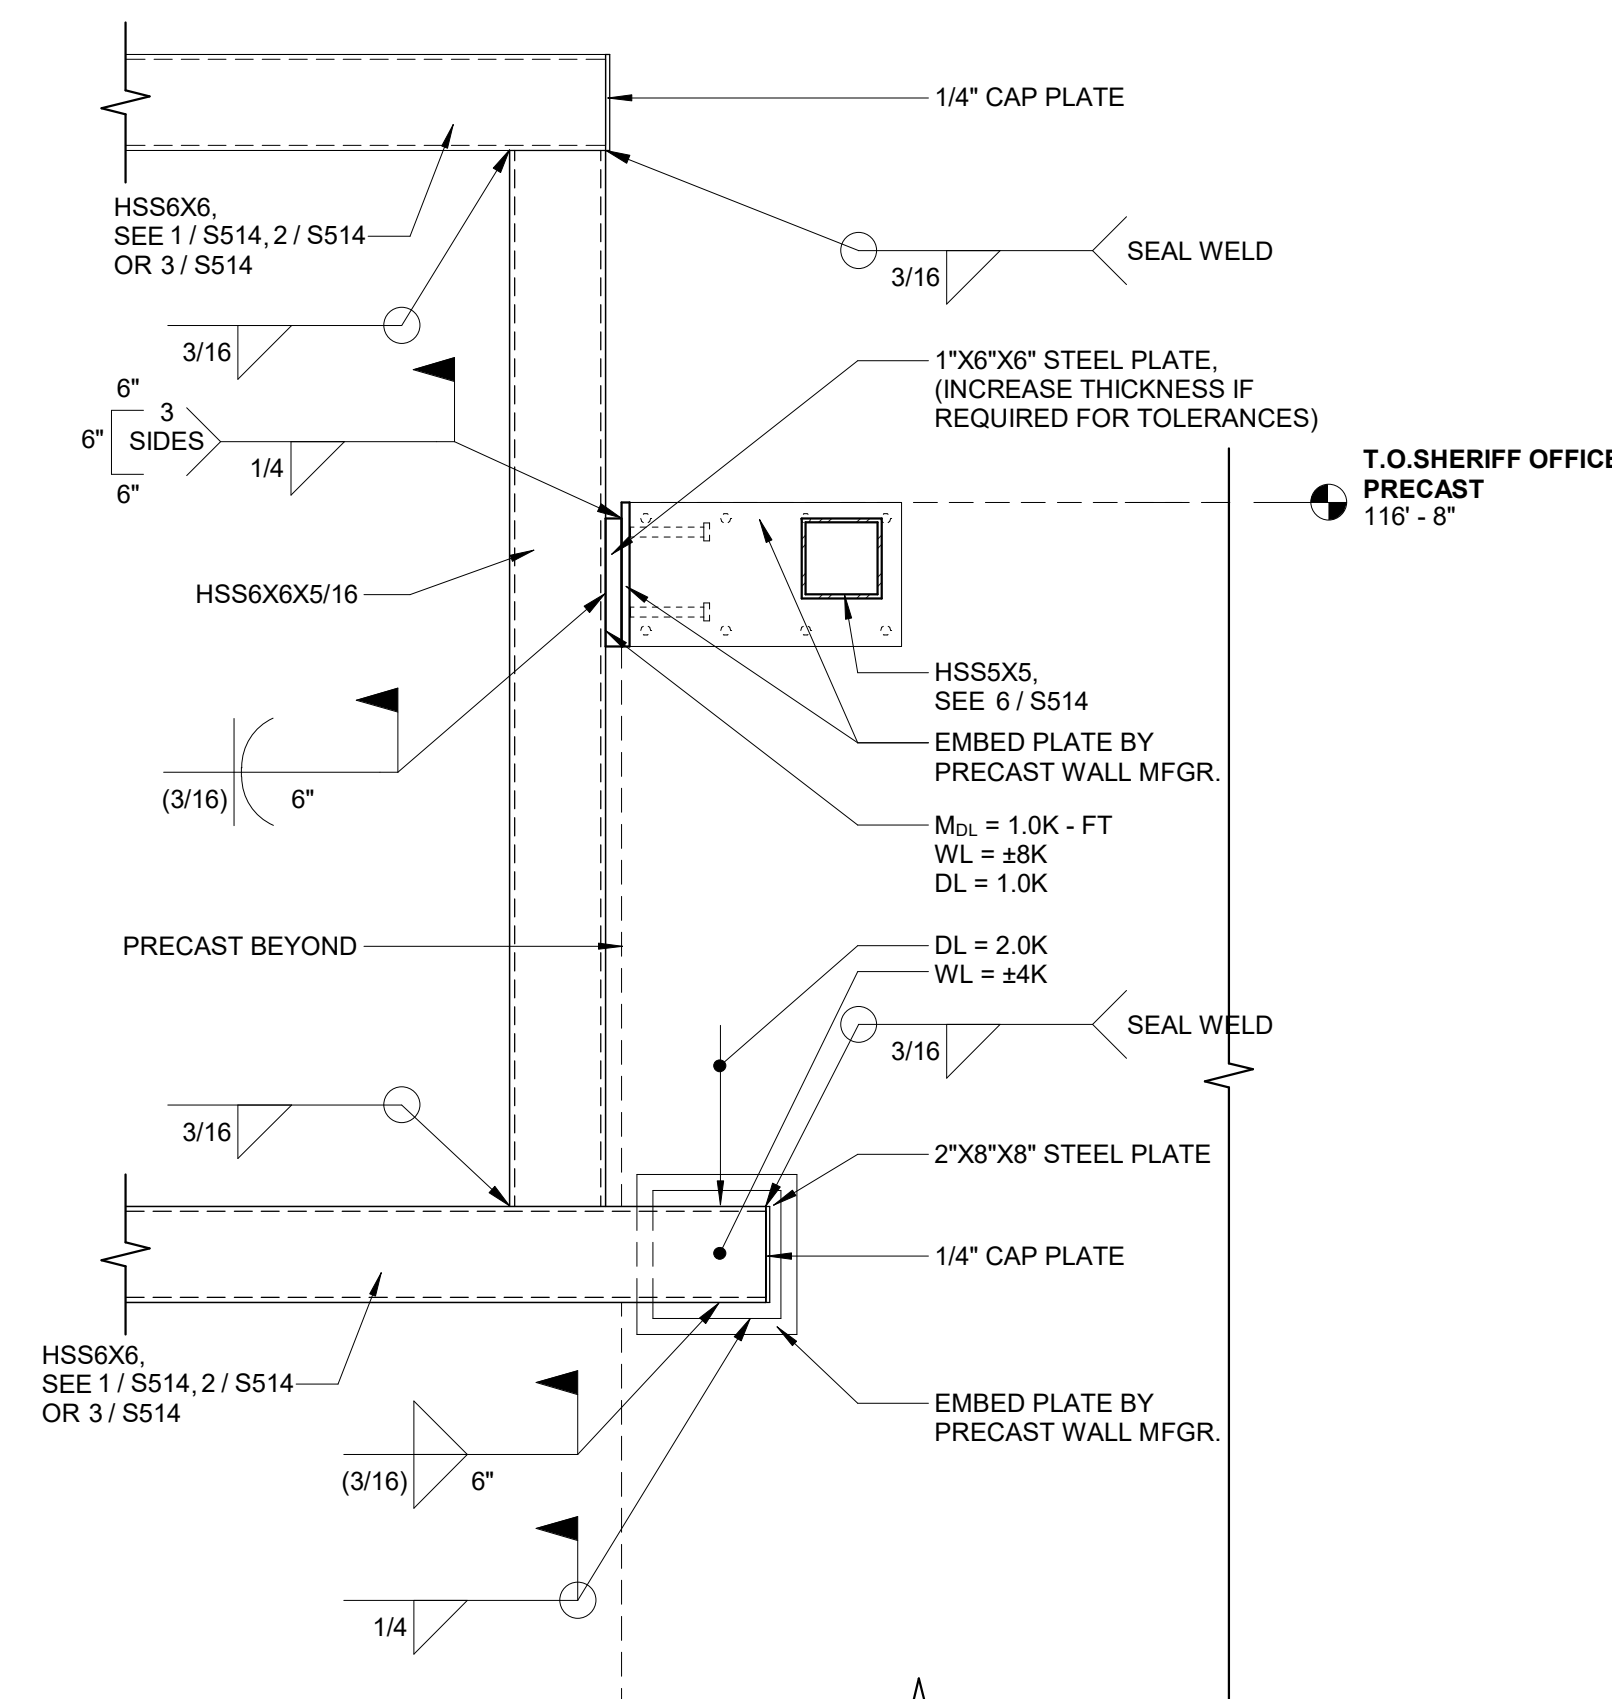 1/4" CAP PLATE
HSS6X6,
SEE 1 / S514, 2 / S514
OR 3 / S514
3/16
SEAL WELD
3/16
1"X6"X6" STEEL PLATE,
(INCREASE THICKNESS IF
REQUIRED FOR TOLERANCES)
6"
6"
3
SIDES
6"
1/4
T.O.SHERIFF OFFICE
PRECAST
116' - 8"
HSS6X6X5/16
HSS5X5,
SEE 6 / S514
EMBED PLATE BY
PRECAST WALL MFGR.
(3/16)
6"
MDL = 1.0K - FT
WL = ±8K
DL = 1.0K
PRECAST BEYOND
DL = 2.0K
WL = ±4K
3/16
SEAL WELD
3/16
2"X8"X8" STEEL PLATE
1/4" CAP PLATE
HSS6X6,
SEE 1 / S514, 2 / S514
OR 3 / S514
EMBED PLATE BY
PRECAST WALL MFGR.
(3/16)
6"
1/4